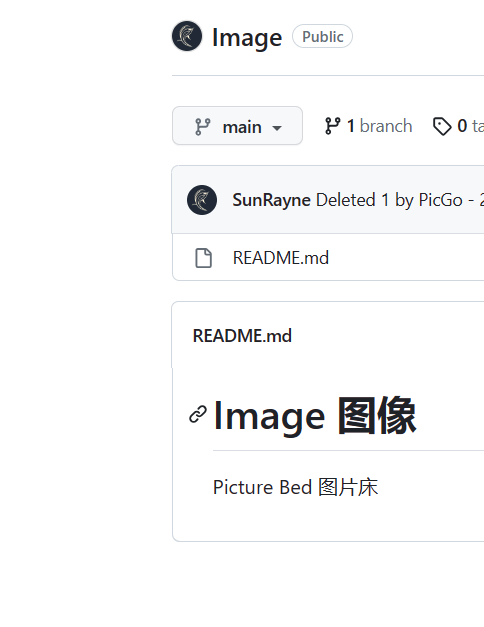 Image Public
main 1 branch 0 ta
SunRayne Deleted 1 by PicGo - 2
README.md
README.md
Image 图像
Picture Bed 图片床